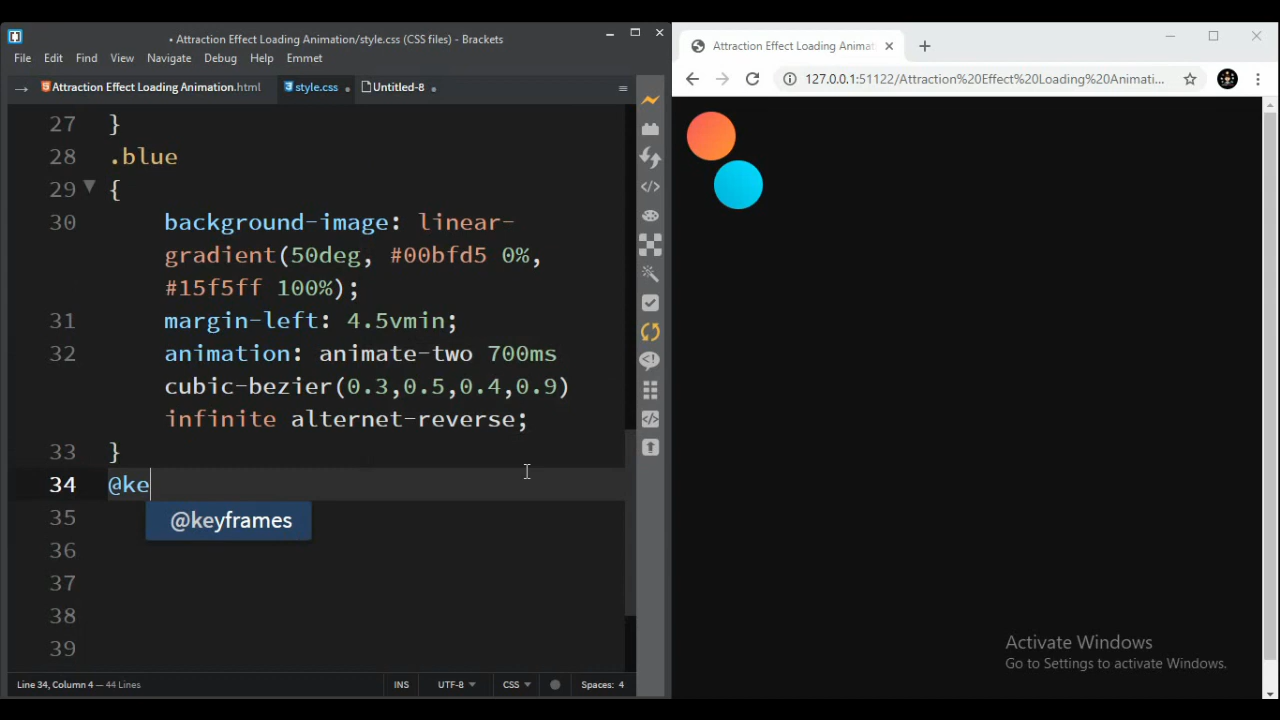 • Attraction Effect Loading Animation/style.css (CSS files) - Brackets
File Edit Find View Navigate Debug Help Emmet
Attraction Effect Loading Animation.html style.css • Untitled-8 •
27 }
28 .blue
29 {
30 background-image: linear-
gradient(50deg, #00bfd5 0%,
#15f5ff 100%);
31 margin-left: 4.5vmin;
32 animation: animate-two 700ms
cubic-bezier(0.3,0.5,0.4,0.9)
infinite alternet-reverse;
33 }
34 @ke
@keyframes
35
36
37
38
39
Line 34, Column 4 — 44 Lines INS UTF-8 CSS Spaces: 4
Attraction Effect Loading Animat
127.0.0.1:51122/Attraction%20Effect%20Loading%20Animati...
Activate Windows
Go to Settings to activate Windows.